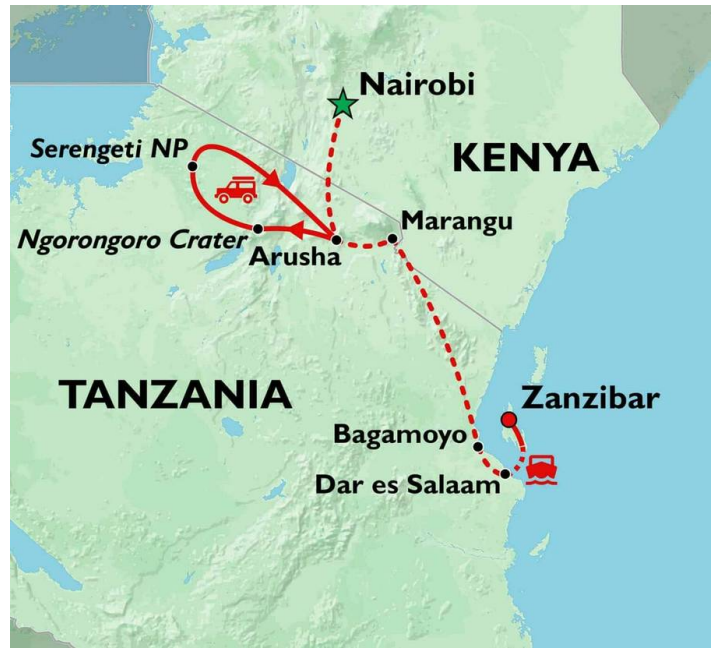 Nairobi
KENYA
Serengeti NP
Marangu
Ngorongoro Crater
Arusha
TANZANIA
Zanzibar
Bagamoyo
Dar es Salaam